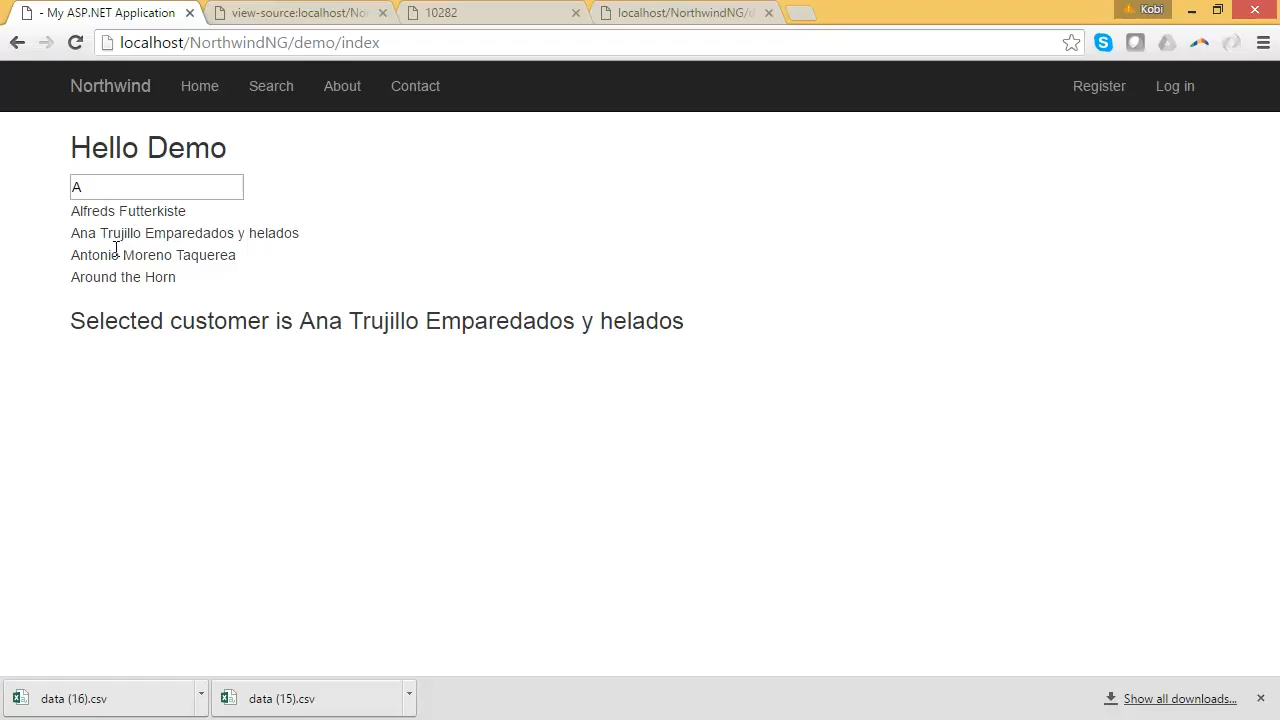 - My ASP.NET Application
view-source:localhost/No
10282
localhost/NorthwindNG/d
Kobi
localhost/NorthwindNG/demo/index
Northwind Home Search About Contact Register Log in
Hello Demo
A
Alfreds Futterkiste
Ana Trujillo Emparedados y helados
Antonio Moreno Taquerea
Around the Horn
Selected customer is Ana Trujillo Emparedados y helados
data (16).csv
data (15).csv
Show all downloads...